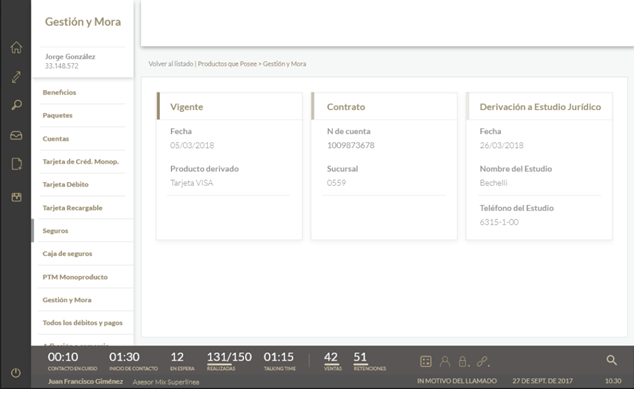 Gestión y Mora
Jorge González
33.148.572
Beneficios
Paquetes
Cuentas
Tarjeta de Créd. Monop.
Tarjeta Débito
Tarjeta Recargable
Seguros
Caja de seguros
PTM Monoproducto
Gestión y Mora
Todos los débitos y pagos
Volver al listado | Productos que Posee > Gestión y Mora
Vigente
Fecha
05/03/2018
Producto derivado
Tarjeta VISA
Contrato
N de cuenta
1009873678
Sucursal
0559
Derivación a Estudio Jurídico
Fecha
26/03/2018
Nombre del Estudio
Bechelli
Teléfono del Estudio
6315-1-00
00:10 01:30 12 131/150 01:15 42 51
CONTACTO EN CURSO INICIO DE CONTACTO EN ESPERA REALIZADAS TALKING TIME VENTAS RETENCIONES
Juan Francisco Giménez Asesor Mix Superlínea IN MOTIVO DEL LLAMADO 27 DE SEPT. DE 2017 10:30